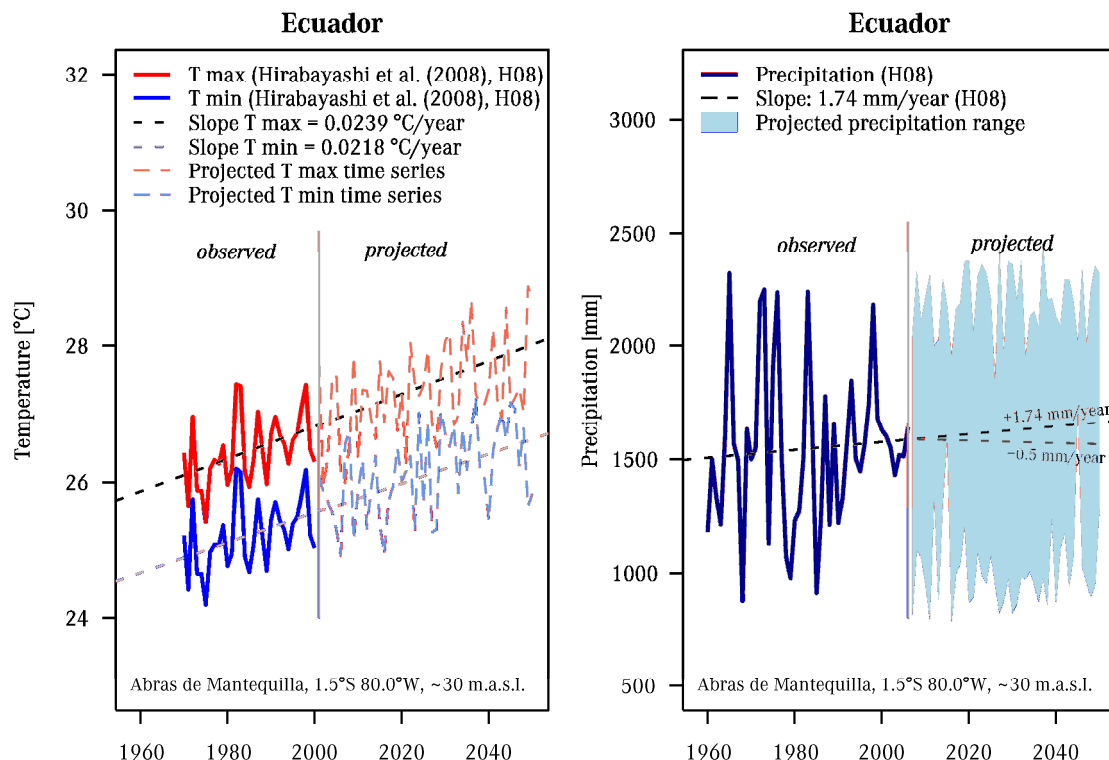 Ecuador
T max (Hirabayashi et al. (2008), H08)
T min (Hirabayashi et al. (2008), H08)
Slope T max = 0.0239 °C/year
Slope T min = 0.0218 °C/year
Projected T max time series
Projected T min time series
observed
projected
Temperature [°C]
32
30
28
26
24
Abras de Mantequilla, 1.5°S 80.0°W, ~30 m.a.s.l.
1960 1980 2000 2020 2040
Ecuador
Precipitation (H08)
Slope: 1.74 mm/year (H08)
Projected precipitation range
observed
projected
Precipitation [mm]
3000
2500
2000
1500
1000
500
+1.74 mm/year
−0.5 mm/year
Abras de Mantequilla, 1.5°S 80.0°W, ~30 m.a.s.l.
1960 1980 2000 2020 2040